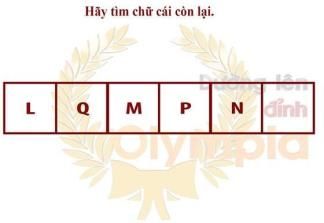 Hãy tìm chữ cái còn lại.
Đường lên
đỉnh
L Q M P N
Olympia